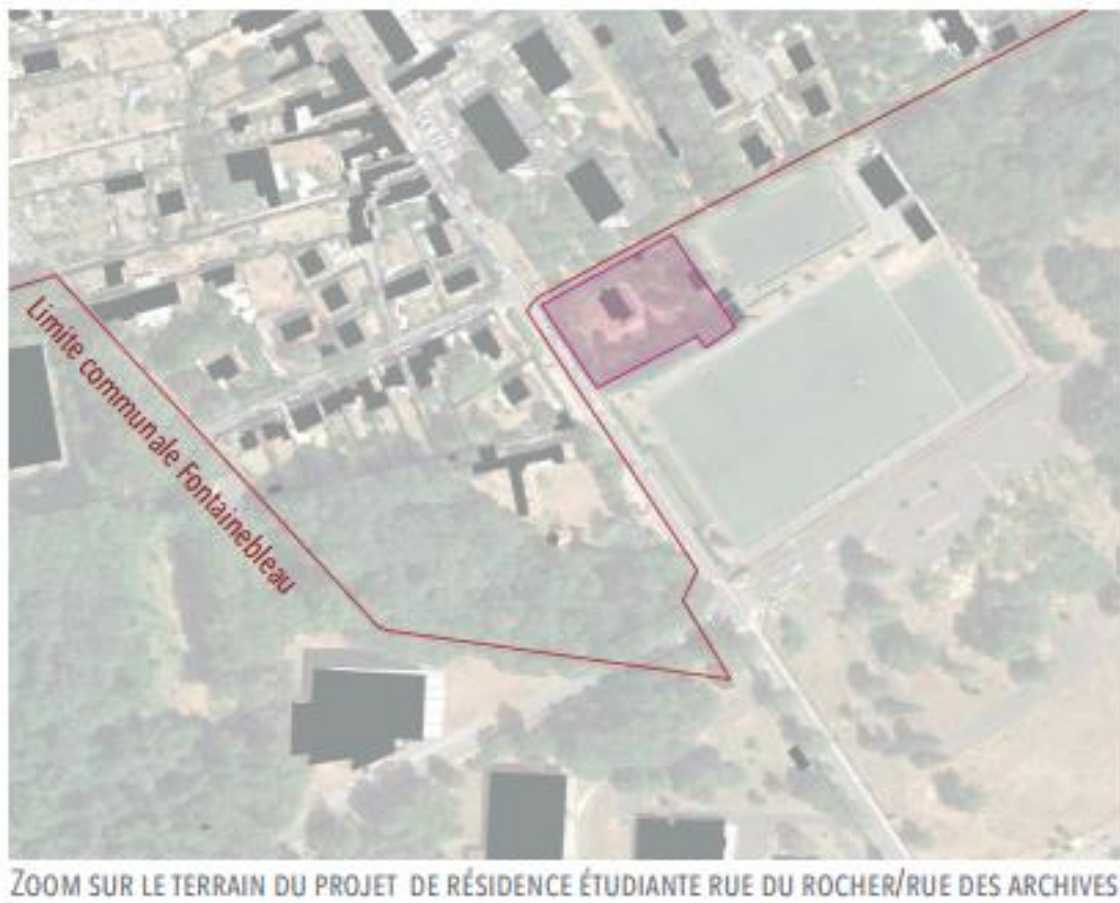 Limite communale Fontainebleau
ZOOM SUR LE TERRAIN DU PROJET DE RÉSIDENCE ÉTUDIANTE RUE DU ROCHER/RUE DES ARCHIVES